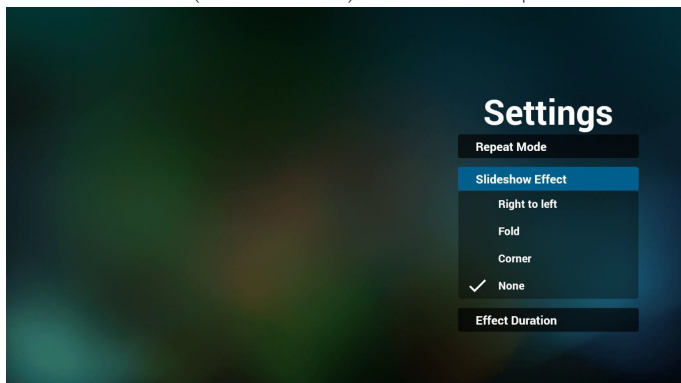 Settings
Repeat Mode
Slideshow Effect
Right to left
Fold
Corner
None
Effect Duration